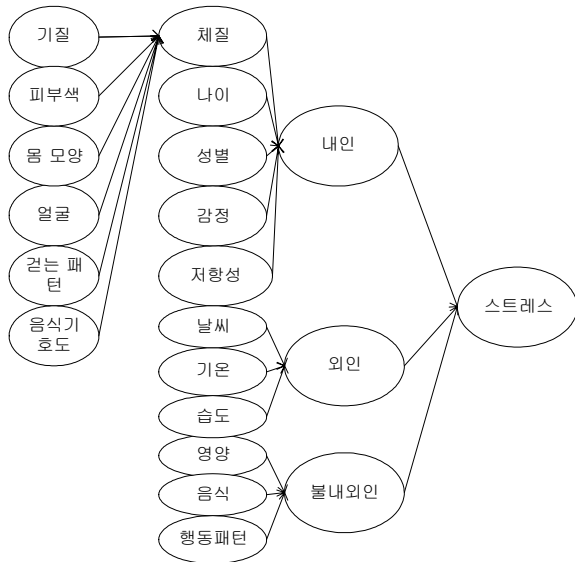 기질
피부색
몸 모양
얼굴
걷는 패
턴
음식기
호도
체질
나이
성별
감정
저항성
날씨
기온
습도
영양
음식
행동패턴
내인
외인
불내외인
스트레스